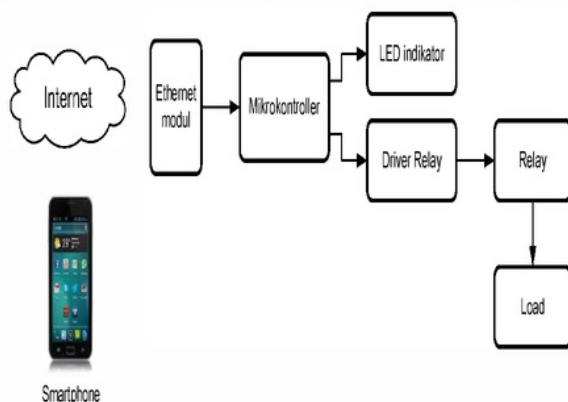 Internet
Ethernet
modul
Mikrokontroller
LED indikator
Driver Relay
Relay
Load
Smartphone